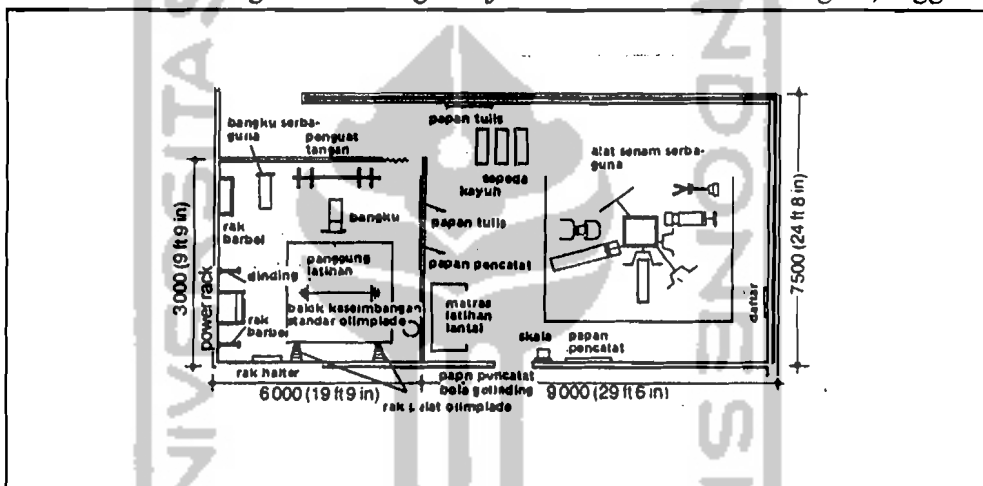 bangku serba-
guna
penguat
tangan
papan tulis
sepeda
kayuh
alat senam serba-
guna
bangku
papan tulis
rak
barbel
dinding
panggung
latihan
papan pencatat
balok keseimbangan
standar olimpiade
matras
latihan
lantai
power rack
rak
barbel
skala
papan
pencatat
daftar
rak halter
papn puncatat
bola golinding
rak
olimpiade
3000 (9 ft 9 in)
7500 (24 ft 8 in)
6000 (19 ft 9 in)
9000 (29 ft 6 in)
UNIVERSITAS